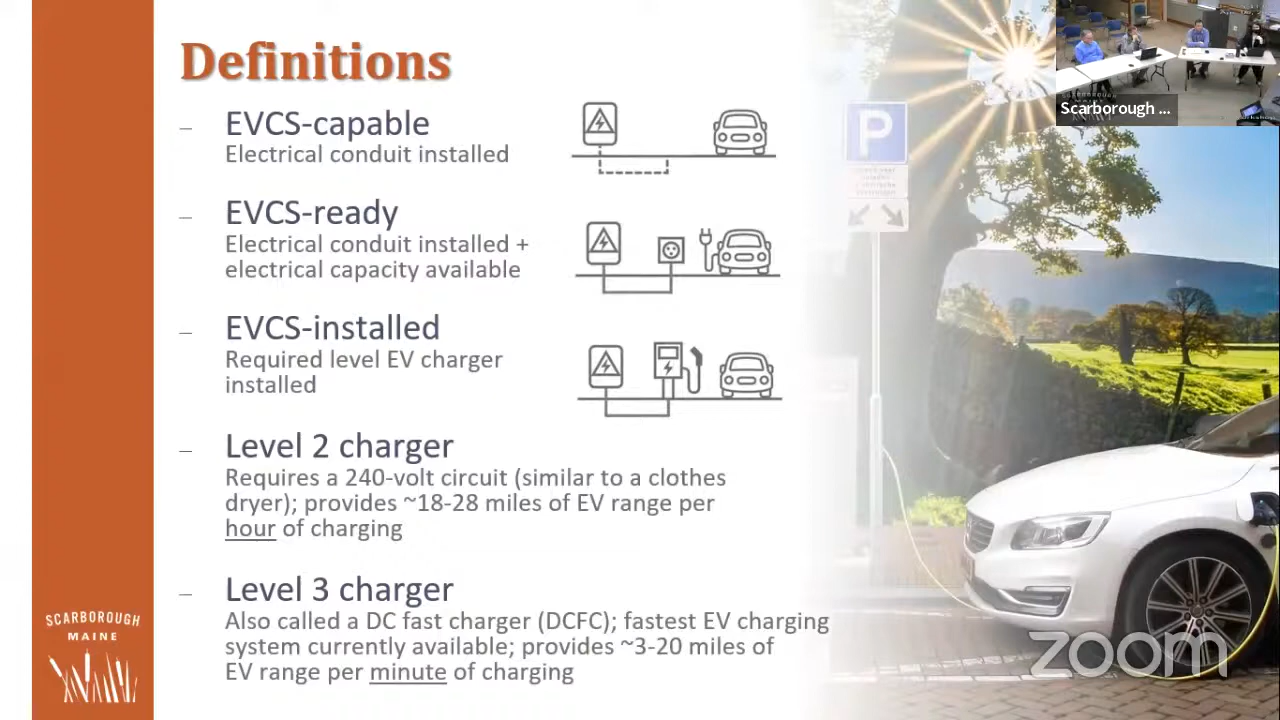 Definitions
– EVCS-capable
Electrical conduit installed
– EVCS-ready
Electrical conduit installed +
electrical capacity available
– EVCS-installed
Required level EV charger
installed
– Level 2 charger
Requires a 240-volt circuit (similar to a clothes
dryer); provides ~18-28 miles of EV range per
hour of charging
– Level 3 charger
Also called a DC fast charger (DCFC); fastest EV charging
system currently available; provides ~3-20 miles of
EV range per minute of charging
SCARBOROUGH
MAINE
P
Scarborough ...
zoom